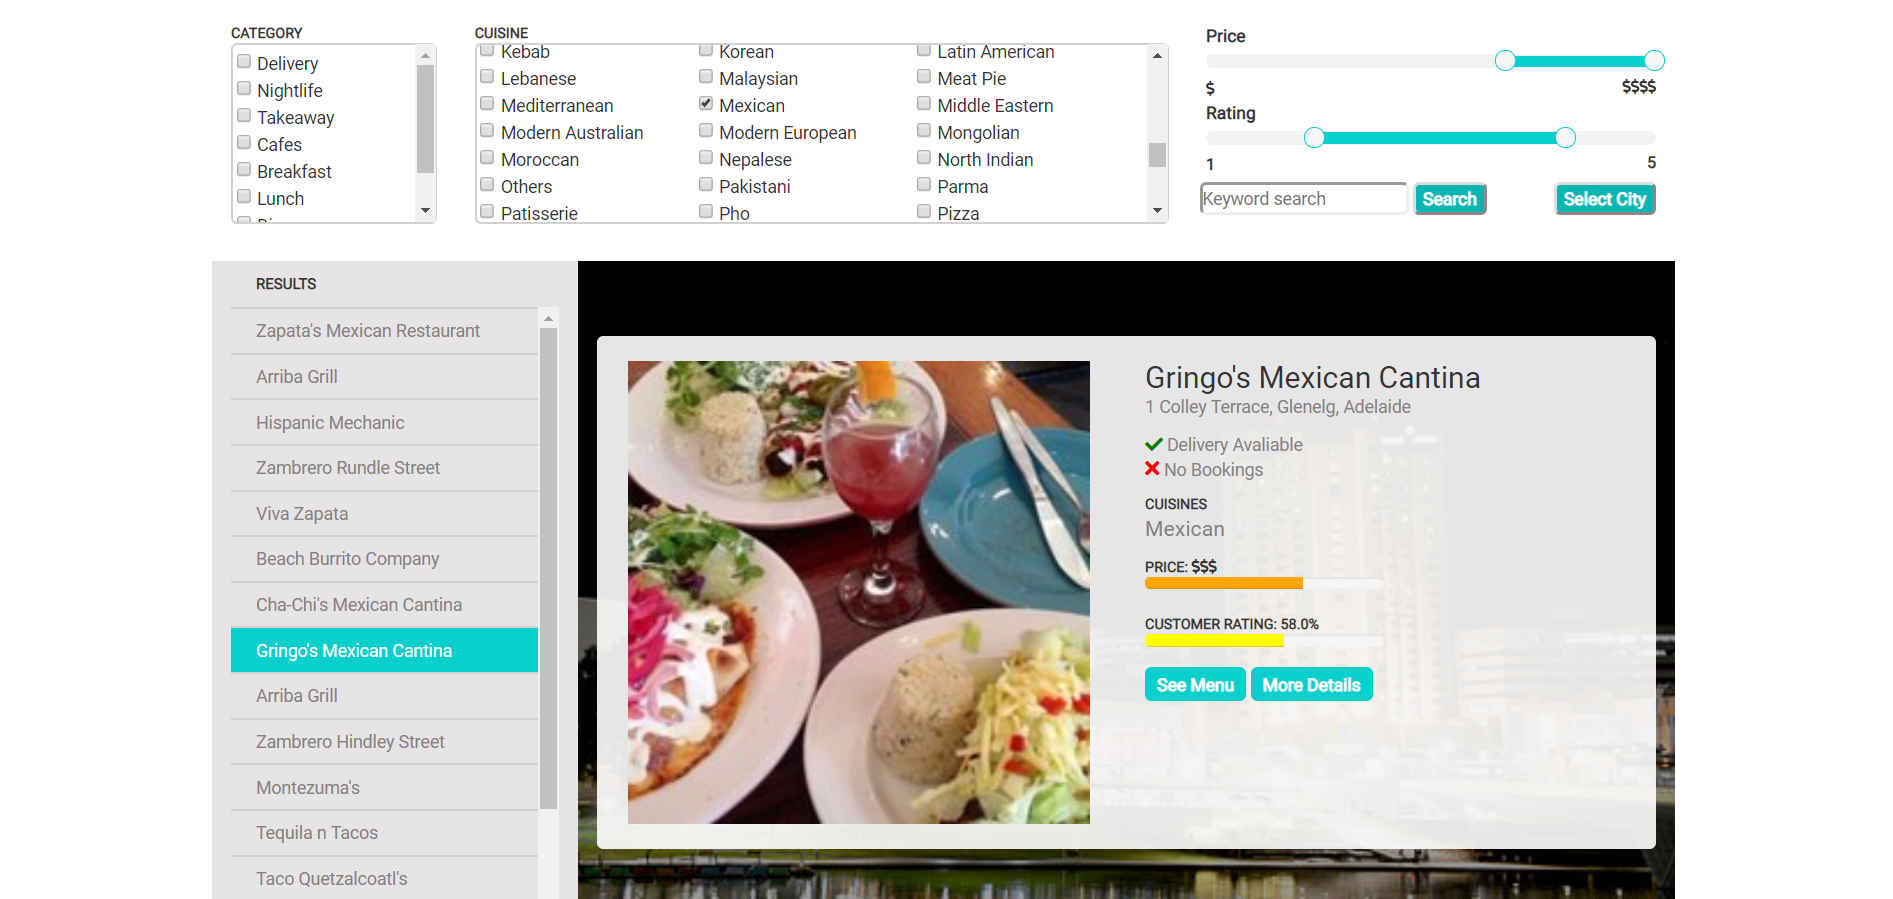 CATEGORY
Delivery
Nightlife
Takeaway
Cafes
Breakfast
Lunch
CUISINE
Kebab Korean Latin American
Lebanese Malaysian Meat Pie
Mediterranean Mexican Middle Eastern
Modern Australian Modern European Mongolian
Moroccan Nepalese North Indian
Others Pakistani Parma
Patisserie Pho Pizza
Price
$ $$$$
Rating
1 5
Keyword search Search Select City
RESULTS
Zapata's Mexican Restaurant
Arriba Grill
Hispanic Mechanic
Zambrero Rundle Street
Viva Zapata
Beach Burrito Company
Cha-Chi's Mexican Cantina
Gringo's Mexican Cantina
Arriba Grill
Zambrero Hindley Street
Montezuma's
Tequila n Tacos
Taco Quetzalcoatl's
Gringo's Mexican Cantina
1 Colley Terrace, Glenelg, Adelaide
Delivery Avaliable
No Bookings
CUISINES
Mexican
PRICE: $$$
CUSTOMER RATING: 58.0%
See Menu More Details